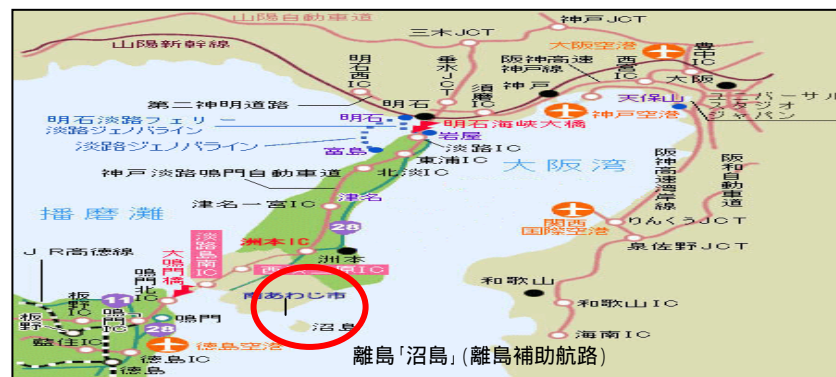 山陽自動車道
神戸JCT
三木JCT
山陽新幹線
大阪空港
豊中IC
明石西IC
垂水JCT
阪神高速
神戸線
西宮IC
須磨IC
神戸
大阪
第二神明道路
明石
天保山
ユニバーサル
スタジオ
ジャパン
明石淡路フェリー
明石
明石海峡大橋
神戸空港
淡路ジェノバライン
岩屋
淡路ジェノバライン
淡路IC
富島
東浦IC
大阪湾
北淡IC
神戸淡路鳴門自動車道
阪神高速湾岸線
阪和自動車道
津名
津名一宮IC
播磨灘
28
関西
国際空港
りんくうJCT
淡路島南IC
洲本IC
泉佐野JCT
JR高徳線
大鳴門橋
洲本
鳴門北IC
和歌山
南あわじ市
板野IC
11
鳴門IC
和歌山IC
板野
28
鳴門
沼島
藍住IC
徳島空港
海南IC
徳島IC
徳島
離島「沼島」(離島補助航路)